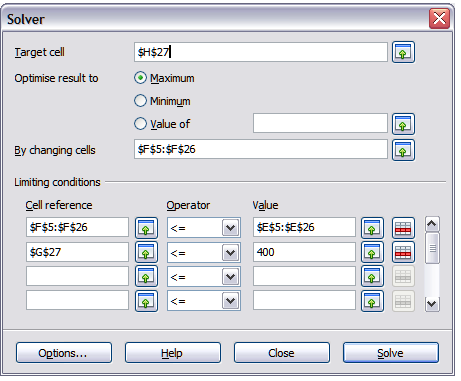 Solver
Target cell $H$27
Optimise result to Maximum
Minimum
Value of
By changing cells $F$5:$F$26
Limiting conditions
Cell reference Operator Value
$F$5:$F$26 <= $E$5:$E$26
$G$27 <= 400
<=
<=
Options... Help Close Solve